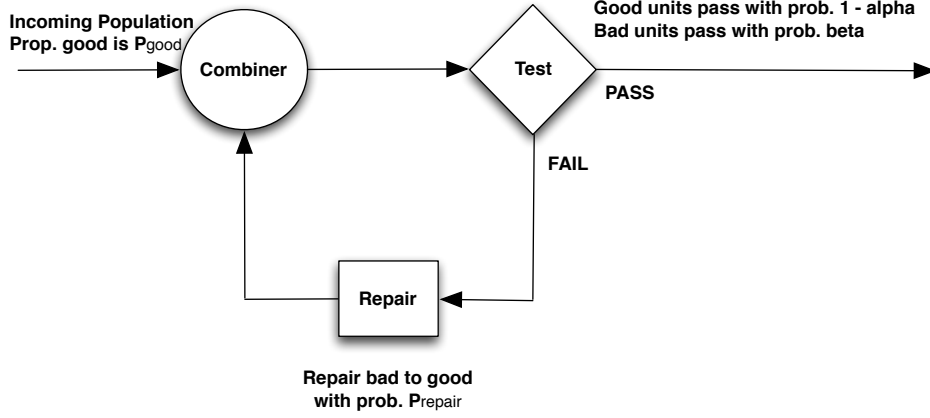 Incoming Population
Prop. good is Pgood
Good units pass with prob. 1 - alpha
Bad units pass with prob. beta
Combiner
Test
PASS
FAIL
Repair
Repair bad to good
with prob. Prepair